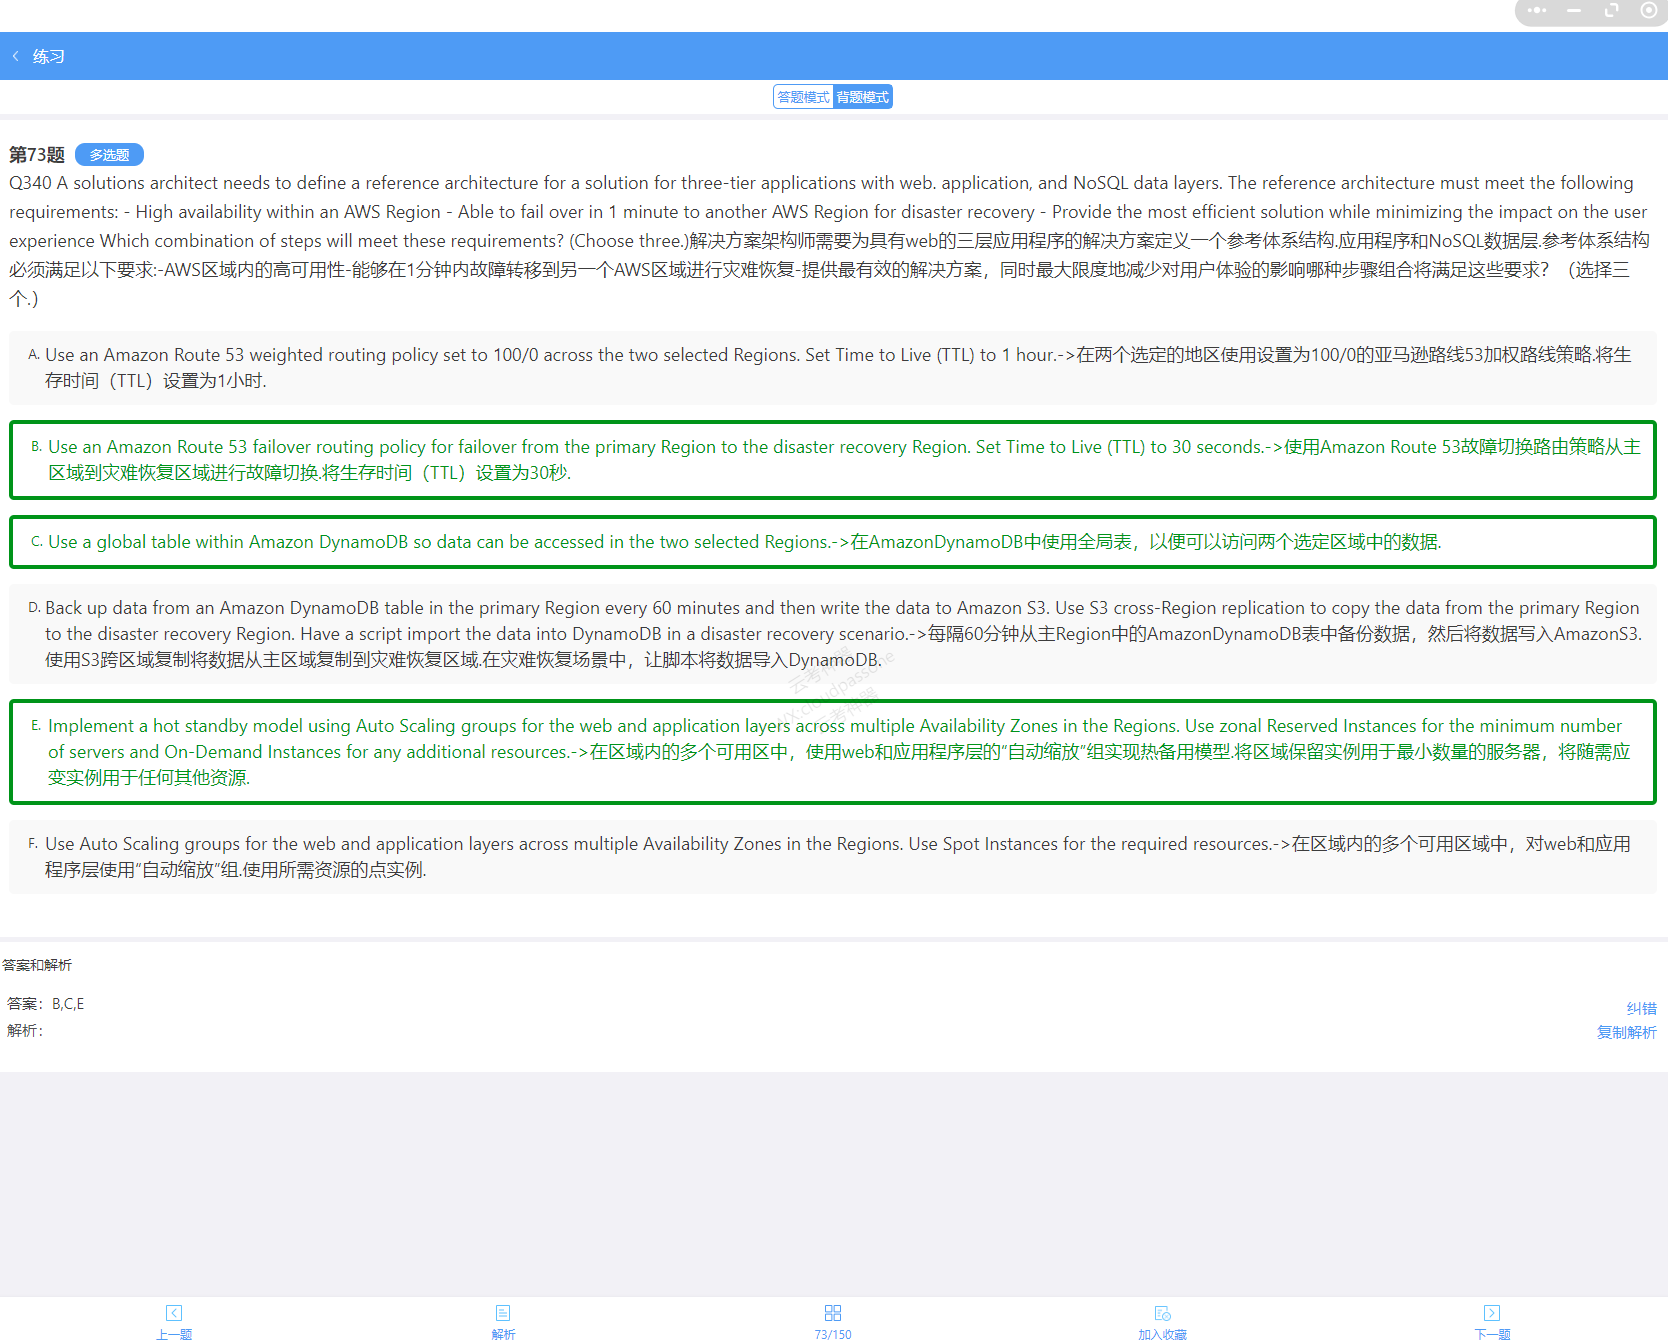 练习
答题模式 背题模式
第73题 多选题
Q340 A solutions architect needs to define a reference architecture for a solution for three-tier applications with web. application, and NoSQL data layers. The reference architecture must meet the following
requirements: - High availability within an AWS Region - Able to fail over in 1 minute to another AWS Region for disaster recovery - Provide the most efficient solution while minimizing the impact on the user
experience Which combination of steps will meet these requirements? (Choose three.)解决方案架构师需要为具有web的三层应用程序的解决方案定义一个参考体系结构.应用程序和NoSQL数据层.参考体系结构
必须满足以下要求:-AWS区域内的高可用性-能够在1分钟内故障转移到另一个AWS区域进行灾难恢复-提供最有效的解决方案，同时最大限度地减少对用户体验的影响哪种步骤组合将满足这些要求？（选择三
个.）
A. Use an Amazon Route 53 weighted routing policy set to 100/0 across the two selected Regions. Set Time to Live (TTL) to 1 hour.->在两个选定的地区使用设置为100/0的亚马逊路线53加权路线策略.将生
存时间（TTL）设置为1小时.
B. Use an Amazon Route 53 failover routing policy for failover from the primary Region to the disaster recovery Region. Set Time to Live (TTL) to 30 seconds.->使用Amazon Route 53故障切换路由策略从主
区域到灾难恢复区域进行故障切换.将生存时间（TTL）设置为30秒.
C. Use a global table within Amazon DynamoDB so data can be accessed in the two selected Regions.->在AmazonDynamoDB中使用全局表，以便可以访问两个选定区域中的数据.
D. Back up data from an Amazon DynamoDB table in the primary Region every 60 minutes and then write the data to Amazon S3. Use S3 cross-Region replication to copy the data from the primary Region
to the disaster recovery Region. Have a script import the data into DynamoDB in a disaster recovery scenario.->每隔60分钟从主Region中的AmazonDynamoDB表中备份数据，然后将数据写入AmazonS3.
使用S3跨区域复制将数据从主区域复制到灾难恢复区域.在灾难恢复场景中，让脚本将数据导入DynamoDB.
云考神器
cloudpassone
云考神器
E. Implement a hot standby model using Auto Scaling groups for the web and application layers across multiple Availability Zones in the Regions. Use zonal Reserved Instances for the minimum number
of servers and On-Demand Instances for any additional resources.->在区域内的多个可用区中，使用web和应用程序层的“自动缩放”组实现热备用模型.将区域保留实例用于最小数量的服务器，将随需应
变实例用于任何其他资源.
F. Use Auto Scaling groups for the web and application layers across multiple Availability Zones in the Regions. Use Spot Instances for the required resources.->在区域内的多个可用区域中，对web和应用
程序层使用“自动缩放”组.使用所需资源的点实例.
答案和解析
答案：B,C,E
纠错
解析：
复制解析
上一题 解析 73/150 加入收藏 下一题